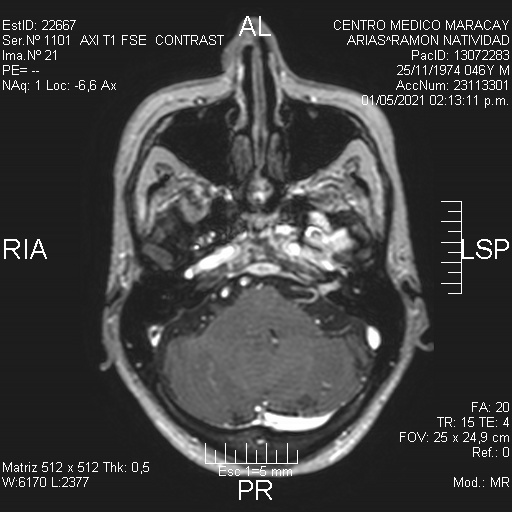 EstID: 22667
Ser.Nº 1101 AXI T1 FSE CONTRAST
Ima.Nº 21
PE= --
NAq: 1 Loc: -6,6 Ax
AL
CENTRO MEDICO MARACAY
ARIAS^RAMON NATIVIDAD
PacID: 13072283
25/11/1974 046Y M
AccNum: 23113301
01/05/2021 02:13:11 p.m.
RIA
LSP
FA: 20
TR: 15 TE: 4
FOV: 25 x 24,9 cm
Ref.: 0
Mod.: MR
Matriz 512 x 512 Thk: 0,5
W:6170 L:2377
Esc 1=5 mm
PR